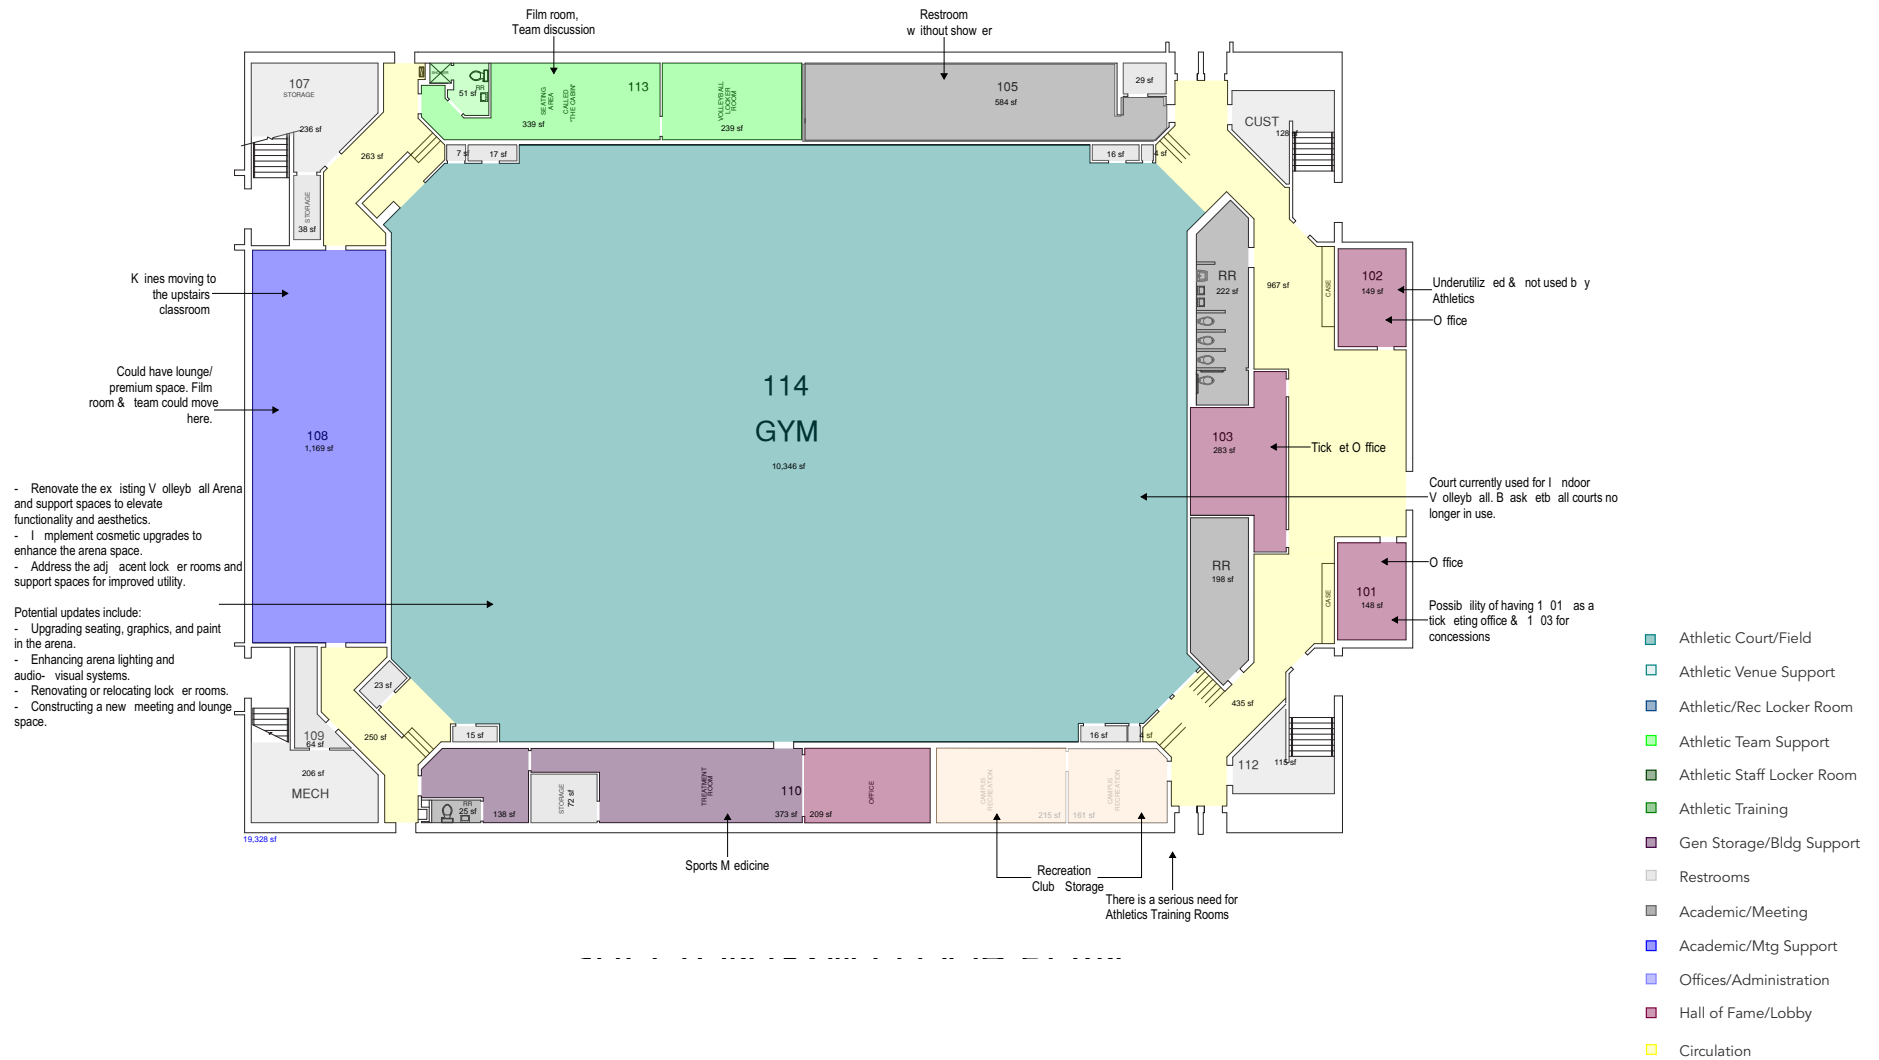 Film room,
Team discussion
Restroom
w ithout show er
107
STORAGE
236 sf
263 sf
STORAGE
38 sf
51 sf
RR
SEATING
AREA
CALLED
"THE CABIN"
339 sf
113
VOLLEYBALL
LOCKER
ROOM
239 sf
105
584 sf
29 sf
CUST
128 sf
7 sf
17 sf
16 sf
4 sf
K ines moving to
the upstairs
classroom
Could have lounge/
premium space. Film
room & team could move
here.
108
1,169 sf
114
GYM
10,346 sf
RR
222 sf
967 sf
CASE
102
149 sf
Underutiliz ed & not used b y
Athletics
O ffice
103
283 sf
Tick et O ffice
Court currently used for I ndoor
V olleyb all. B ask etb all courts no
longer in use.
RR
198 sf
CASE
101
148 sf
O ffice
Possib ility of having 1 01 as a
tick eting office & 1 03 for
concessions
- Renovate the ex isting V olleyb all Arena
and support spaces to elevate
functionality and aesthetics.
- I mplement cosmetic upgrades to
enhance the arena space.
- Address the adj acent lock er rooms and
support spaces for improved utility.
Potential updates include:
- Upgrading seating, graphics, and paint
in the arena.
- Enhancing arena lighting and
audio- visual systems.
- Renovating or relocating lock er rooms.
- Constructing a new meeting and lounge
space.
23 sf
109
64 sf
250 sf
206 sf
MECH
15 sf
16 sf
4 sf
435 sf
112
115 sf
RR
25 sf
138 sf
STORAGE
72 sf
TREATMENT
ROOM
110
373 sf
209 sf
OFFICE
CAMPUS
RECREATION
215 sf
CAMPUS
RECREATION
161 sf
19,328 sf
Sports M edicine
Recreation
Club Storage
There is a serious need for
Athletics Training Rooms
Athletic Court/Field
Athletic Venue Support
Athletic/Rec Locker Room
Athletic Team Support
Athletic Staff Locker Room
Athletic Training
Gen Storage/Bldg Support
Restrooms
Academic/Meeting
Academic/Mtg Support
Offices/Administration
Hall of Fame/Lobby
Circulation